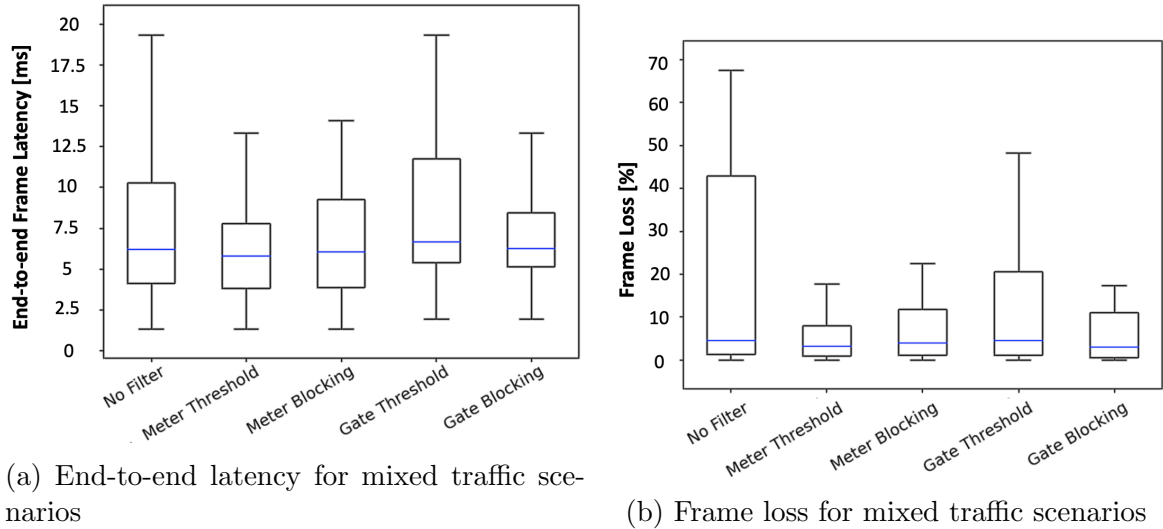 End-to-end Frame Latency [ms]
20
17.5
15
12.5
10
7.5
5
2.5
0
No Filter
Meter Threshold
Meter Blocking
Gate Threshold
Gate Blocking
(a) End-to-end latency for mixed traffic sce-
narios
Frame Loss [%]
70
60
50
40
30
20
10
0
No Filter
Meter Threshold
Meter Blocking
Gate Threshold
Gate Blocking
(b) Frame loss for mixed traffic scenarios